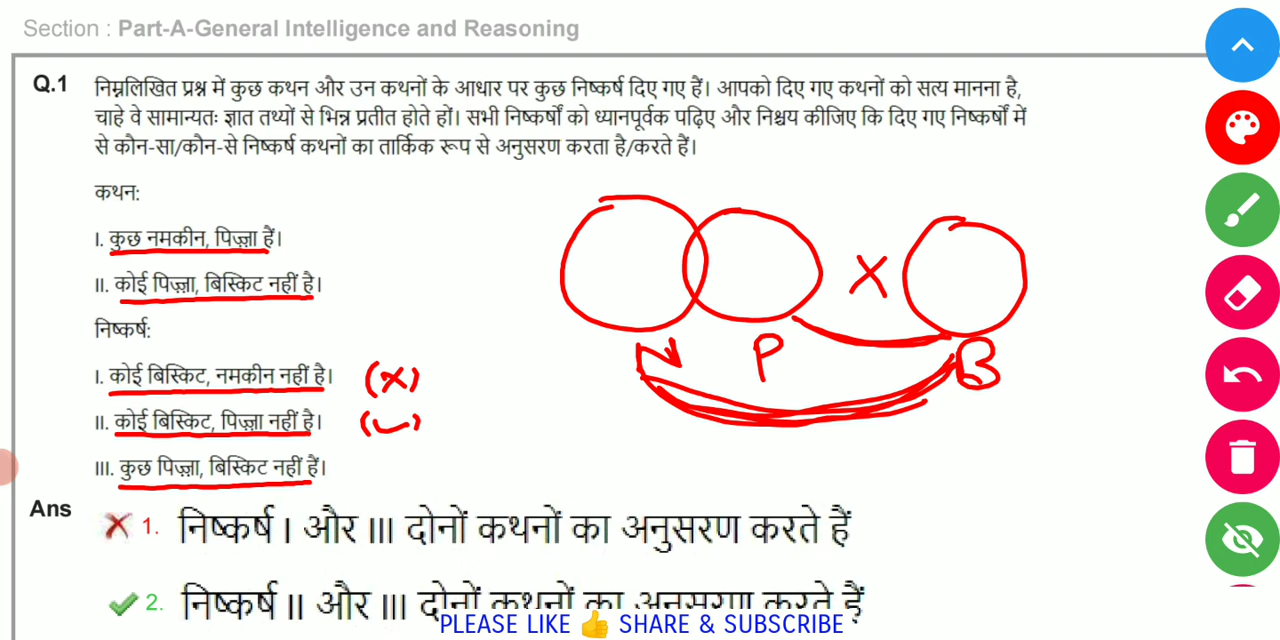 Section : Part-A-General Intelligence and Reasoning
Q.1 निम्नलिखित प्रश्न में कुछ कथन और उन कथनों के आधार पर कुछ निष्कर्ष दिए गए हैं। आपको दिए गए कथनों को सत्य मानना है,
चाहे वे सामान्यतः ज्ञात तथ्यों से भिन्न प्रतीत होते हों। सभी निष्कर्षों को ध्यानपूर्वक पढ़िए और निश्चय कीजिए कि दिए गए निष्कर्षों में
से कौन-सा/कौन-से निष्कर्ष कथनों का तार्किक रूप से अनुसरण करता है/करते हैं।
कथन:
I. कुछ नमकीन, पिज़्ज़ा हैं।
II. कोई पिज़्ज़ा, बिस्किट नहीं है।
निष्कर्ष:
I. कोई बिस्किट, नमकीन नहीं है। (X)
II. कोई बिस्किट, पिज़्ज़ा नहीं है।
III. कुछ पिज़्ज़ा, बिस्किट नहीं हैं।
X
N P B
Ans 1. निष्कर्ष I और III दोनों कथनों का अनुसरण करते हैं
2. निष्कर्ष II और III दोनों कथनों का अनुसरण करते हैं
PLEASE LIKE 👍 SHARE & SUBSCRIBE